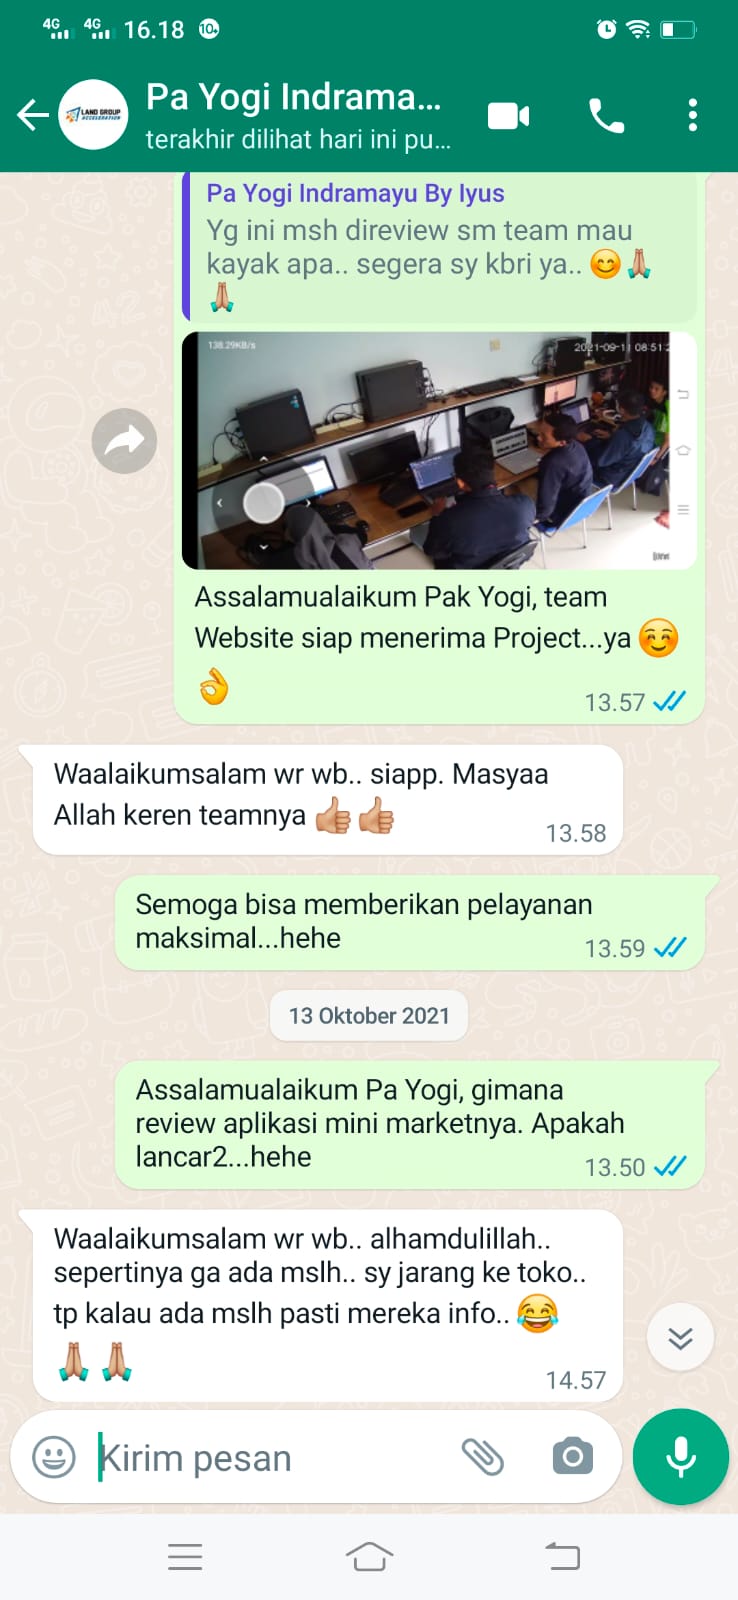 4G 4G 16.18 10+
Pa Yogi Indrama...
terakhir dilihat hari ini pu...
LAND GROUP
ACCELERATION
Pa Yogi Indramayu By Iyus
Yg ini msh direview sm team mau
kayak apa.. segera sy kbri ya.. 😊🙏
🙏
138.29KB/s
2021-09-11 08:51:2
Assalamualaikum Pak Yogi, team
Website siap menerima Project...ya ☺️
👌
13.57
Waalaikumsalam wr wb.. siapp. Masyaa
Allah keren teamnya 👍👍
13.58
Semoga bisa memberikan pelayanan
maksimal...hehe
13.59
13 Oktober 2021
Assalamualaikum Pa Yogi, gimana
review aplikasi mini marketnya. Apakah
lancar2...hehe
13.50
Waalaikumsalam wr wb.. alhamdulillah..
sepertinya ga ada mslh.. sy jarang ke toko..
tp kalau ada mslh pasti mereka info.. 😂
🙏🙏
14.57
Kirim pesan